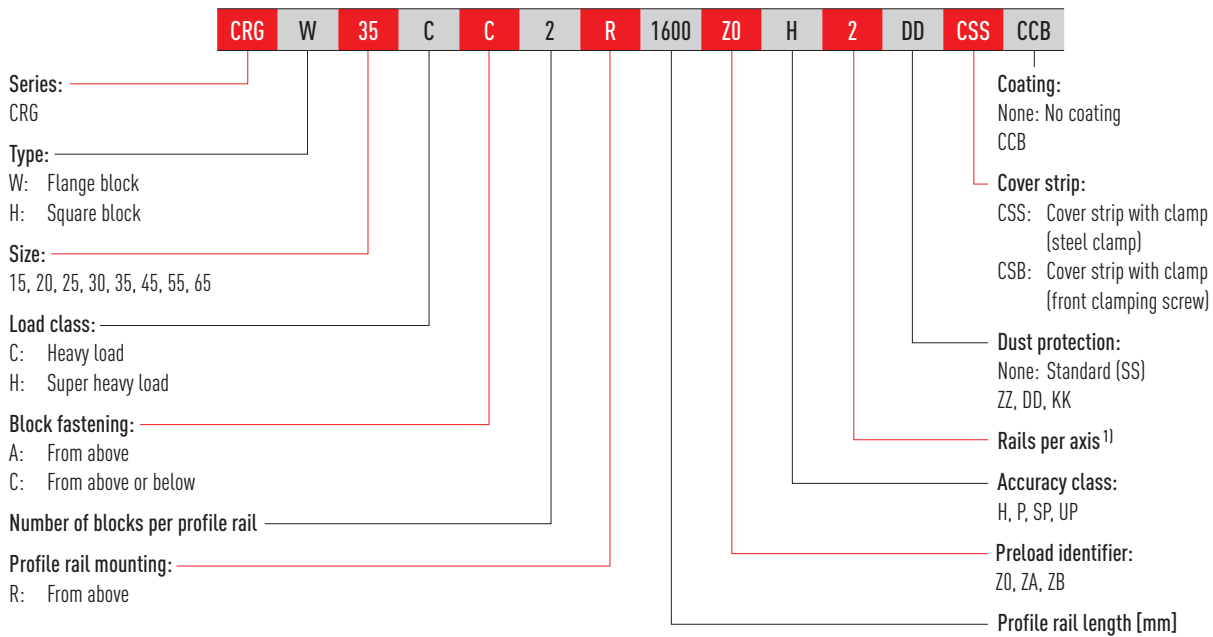 CRG W 35 C C 2 R 1600 Z0 H 2 DD CSS CCB
Series:
CRG
Type:
W: Flange block
H: Square block
Size:
15, 20, 25, 30, 35, 45, 55, 65
Load class:
C: Heavy load
H: Super heavy load
Block fastening:
A: From above
C: From above or below
Number of blocks per profile rail
Profile rail mounting:
R: From above
Coating:
None: No coating
CCB
Cover strip:
CSS: Cover strip with clamp
(steel clamp)
CSB: Cover strip with clamp
(front clamping screw)
Dust protection:
None: Standard (SS)
ZZ, DD, KK
Rails per axis 1)
Accuracy class:
H, P, SP, UP
Preload identifier:
Z0, ZA, ZB
Profile rail length [mm]